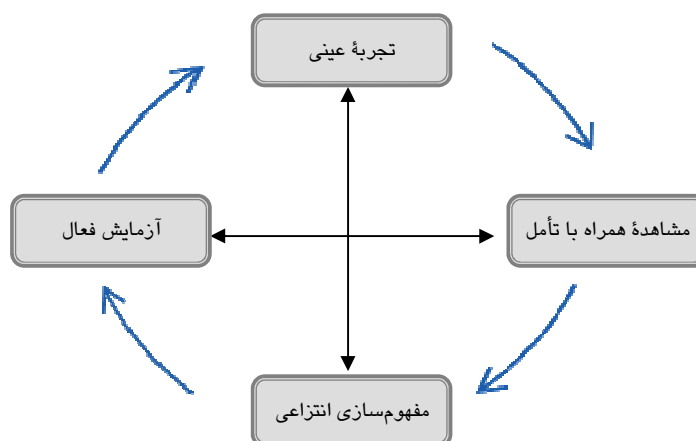 تجربهٔ عینی
مشاهدهٔ همراه با تأمل
آزمایش فعال
مفهوم‌سازی انتزاعی